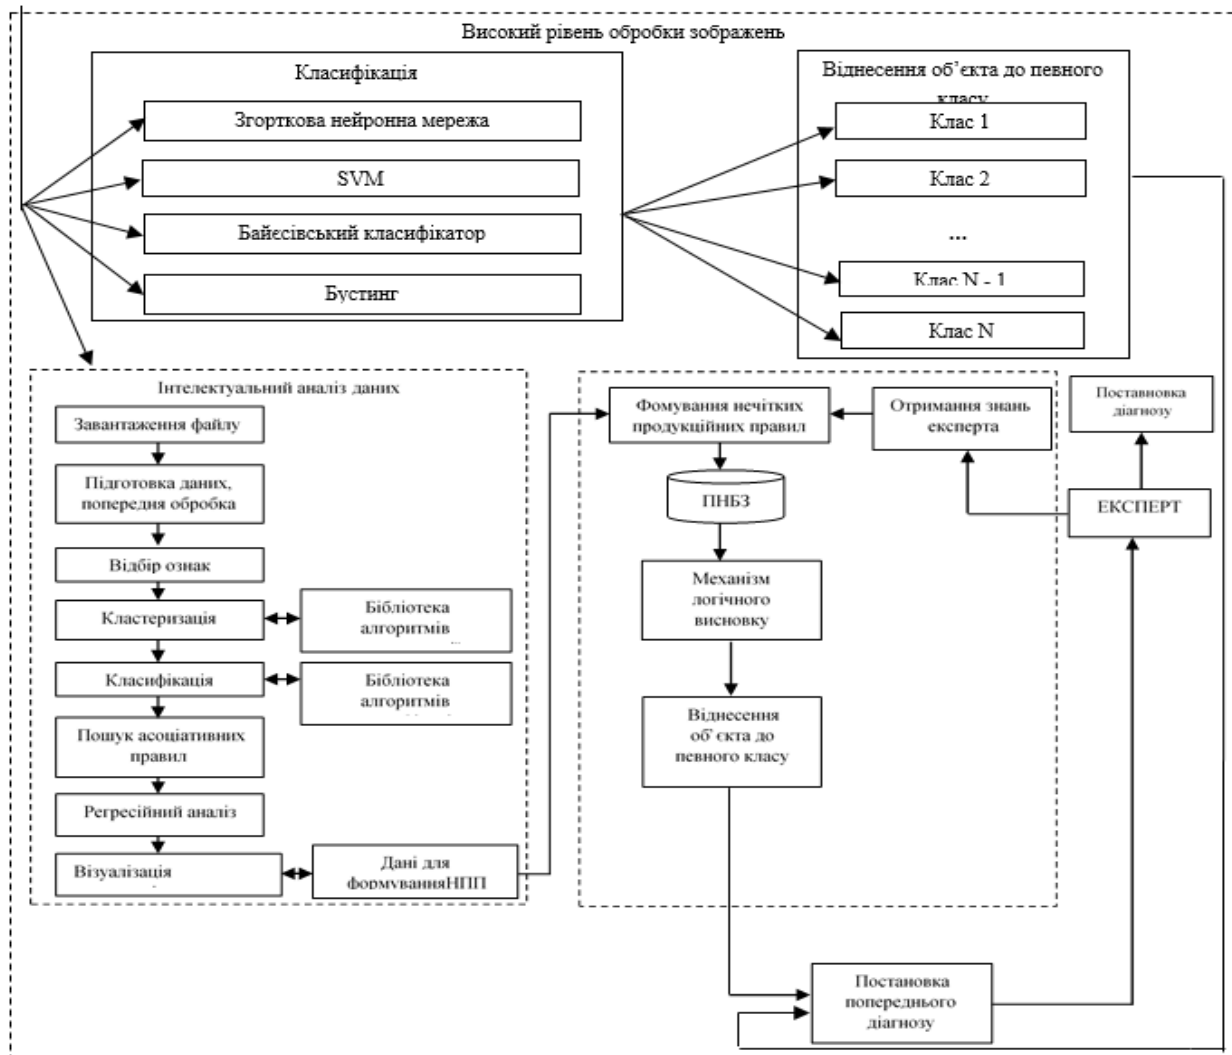 Високий рівень обробки зображень
Класифікація
Згорткова нейронна мережа
SVM
Байєсівський класифікатор
Бустинг
Віднесення об’єкта до певного
класу
Клас 1
Клас 2
...
Клас N - 1
Клас N
Інтелектуальний аналіз даних
Завантаження файлу
Підготовка даних,
попередня обробка
Відбір ознак
Кластеризація
Бібліотека
алгоритмів
Класифікація
Бібліотека
алгоритмів
Пошук асоціативних
правил
Регресійний аналіз
Візуалізація
Дані для
формуванняНПП
Фомування нечітких
продукційних правил
Отримання знань
експерта
ПНБЗ
Механізм
логічного
висновку
Віднесення
об'єкта до
певного класу
Поставновка
діагнозу
ЕКСПЕРТ
Постановка
попереднього
діагнозу